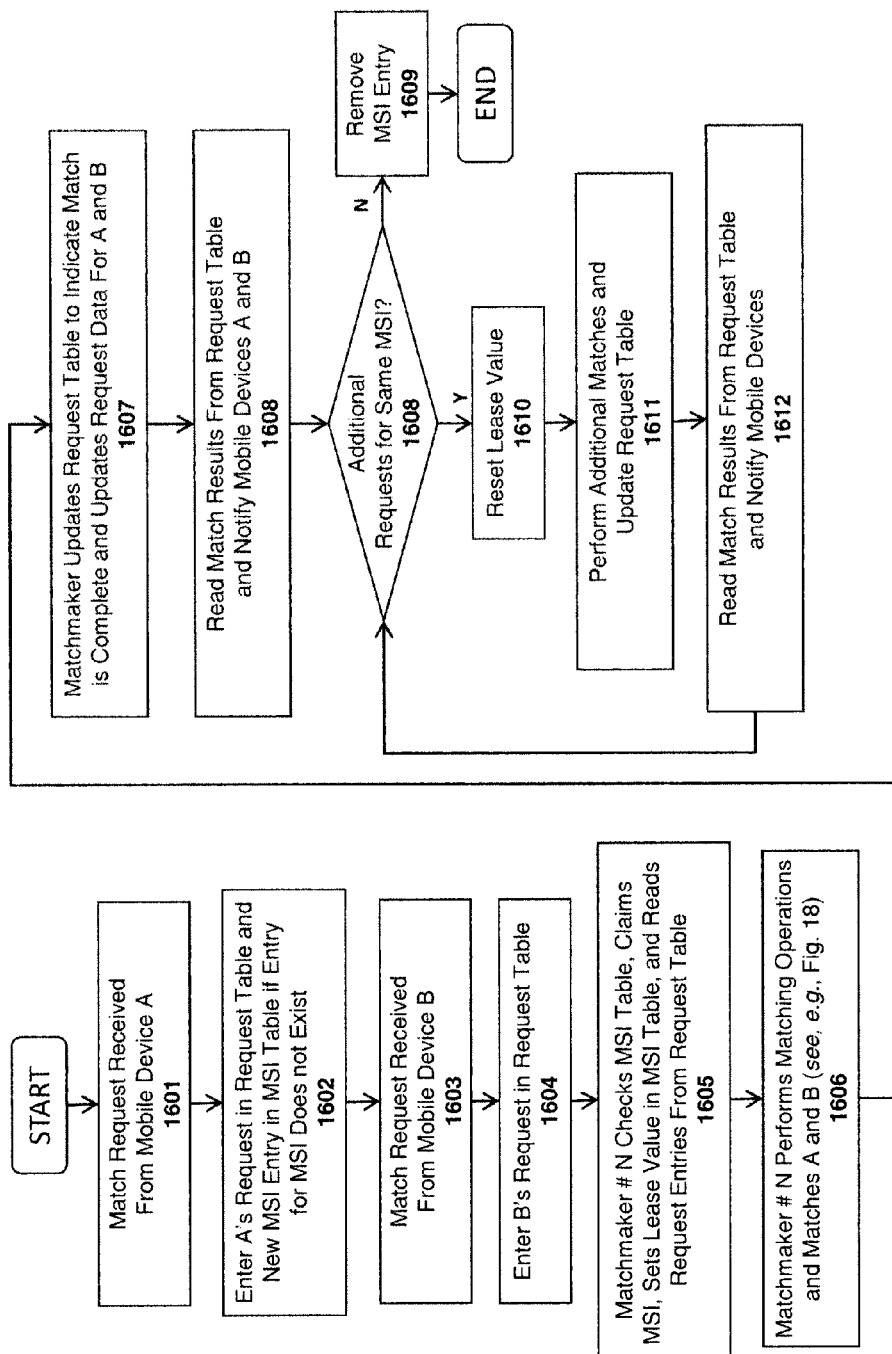 START
Match Request Received
From Mobile Device A
1601
Enter A's Request in Request Table and
New MSI Entry in MSI Table if Entry
for MSI Does not Exist
1602
Match Request Received
From Mobile Device B
1603
Enter B's Request in Request Table
1604
Matchmaker # N Checks MSI Table, Claims
MSI, Sets Lease Value in MSI Table, and Reads
Request Entries From Request Table
1605
Matchmaker # N Performs Matching Operations
and Matches A and B (see, e.g., Fig. 18)
1606
Matchmaker Updates Request Table to Indicate Match
is Complete and Updates Request Data For A and B
1607
Read Match Results From Request Table
and Notify Mobile Devices A and B
1608
Additional
Requests for Same MSI?
1608
N
Remove
MSI Entry
1609
END
Y
Reset Lease Value
1610
Perform Additional Matches and
Update Request Table
1611
Read Match Results From Request Table
and Notify Mobile Devices
1612